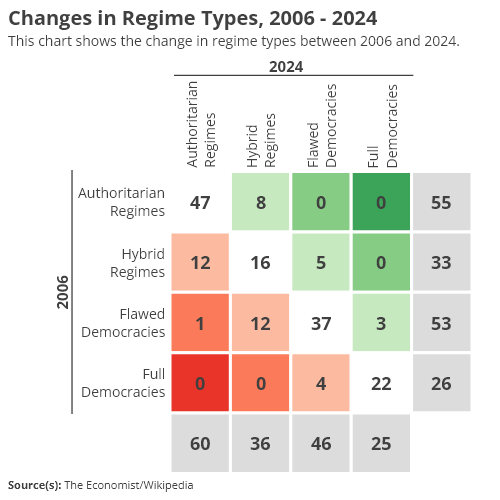 Changes in Regime Types, 2006 - 2024
This chart shows the change in regime types between 2006 and 2024.
2024
Authoritarian
Regimes
Hybrid
Regimes
Flawed
Democracies
Full
Democracies
2006
Authoritarian
Regimes
47 8 0 0 55
Hybrid
Regimes
12 16 5 0 33
Flawed
Democracies
1 12 37 3 53
Full
Democracies
0 0 4 22 26
60 36 46 25
Source(s): The Economist/Wikipedia